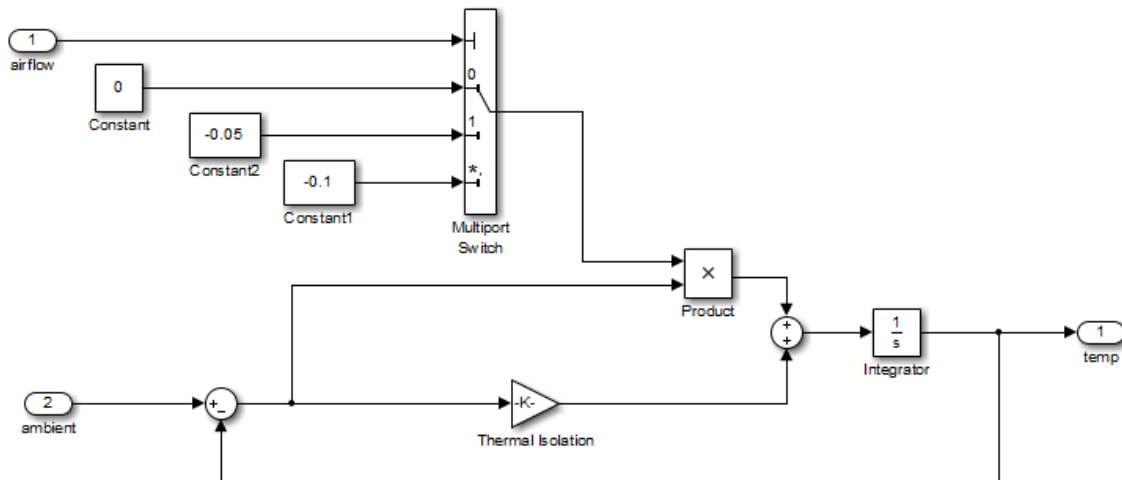 1
airflow
0
Constant
-0.05
Constant2
-0.1
Constant1
0
1
*,
Multiport
Switch
×
Product
+
+
1
s
Integrator
1
temp
2
ambient
+
-
-K-
Thermal Isolation